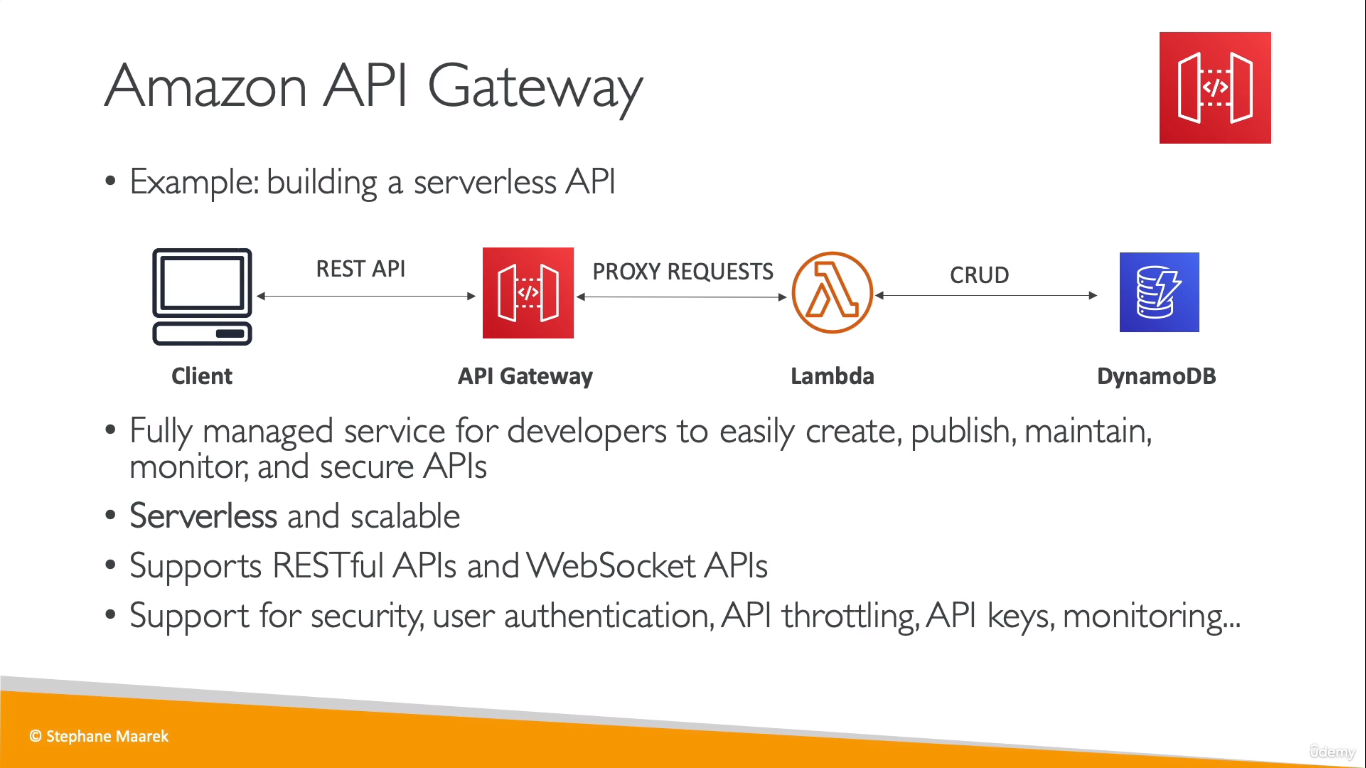 Amazon API Gateway
• Example: building a serverless API
REST API
PROXY REQUESTS
CRUD
Client
API Gateway
Lambda
DynamoDB
• Fully managed service for developers to easily create, publish, maintain,
monitor, and secure APIs
• Serverless and scalable
• Supports RESTful APIs and WebSocket APIs
• Support for security, user authentication, API throttling, API keys, monitoring...
© Stephane Maarek
ûdemy